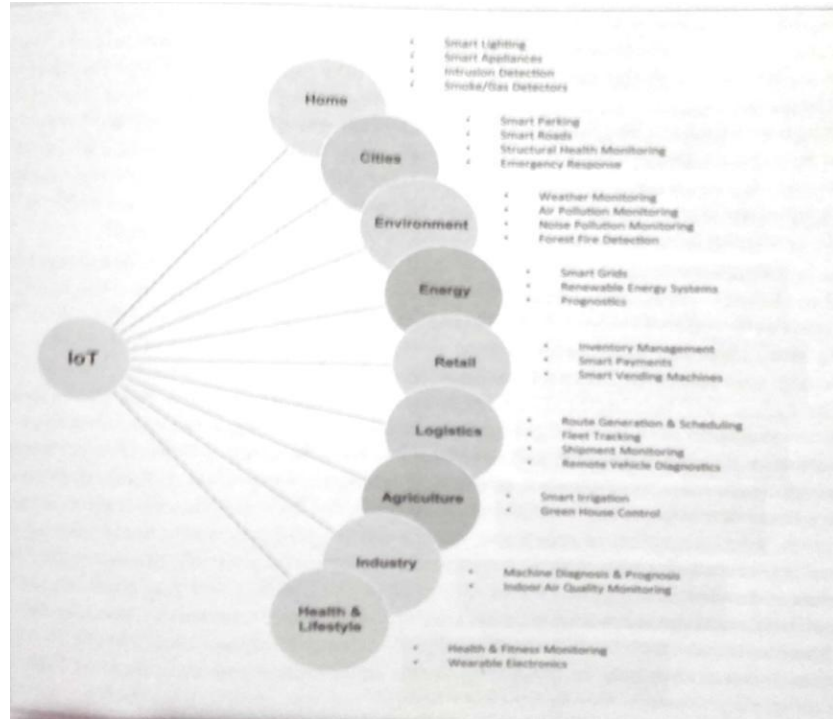 Smart Lighting
Smart Appliances
Intrusion Detection
Smoke/Gas Detectors
Home
Smart Parking
Smart Roads
Structural Health Monitoring
Emergency Response
Cities
Weather Monitoring
Air Pollution Monitoring
Noise Pollution Monitoring
Forest Fire Detection
Environment
Smart Grids
Renewable Energy Systems
Prognostics
Energy
IoT
Inventory Management
Smart Payments
Smart Vending Machines
Retail
Route Generation & Scheduling
Fleet Tracking
Shipment Monitoring
Remote Vehicle Diagnostics
Logistics
Smart Irrigation
Green House Control
Agriculture
Industry
Machine Diagnosis & Prognosis
Indoor Air Quality Monitoring
Health &
Lifestyle
Health & Fitness Monitoring
Wearable Electronics